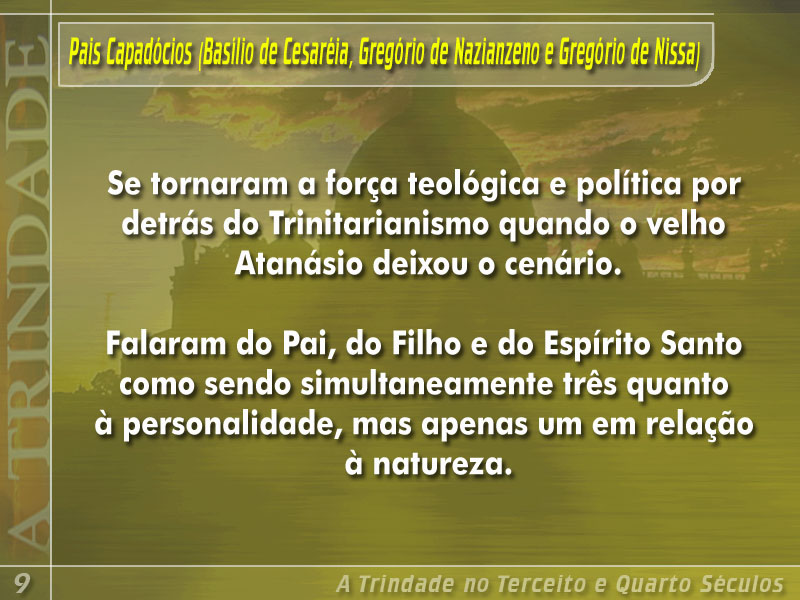 Pais Capadócios (Basílio de Cesaréia, Gregório de Nazianzeno e Gregório de Nissa)
A TRINDADE
Se tornaram a força teológica e política por
detrás do Trinitarianismo quando o velho
Atanásio deixou o cenário.
Falaram do Pai, do Filho e do Espírito Santo
como sendo simultaneamente três quanto
à personalidade, mas apenas um em relação
à natureza.
9
A Trindade no Terceito e Quarto Séculos